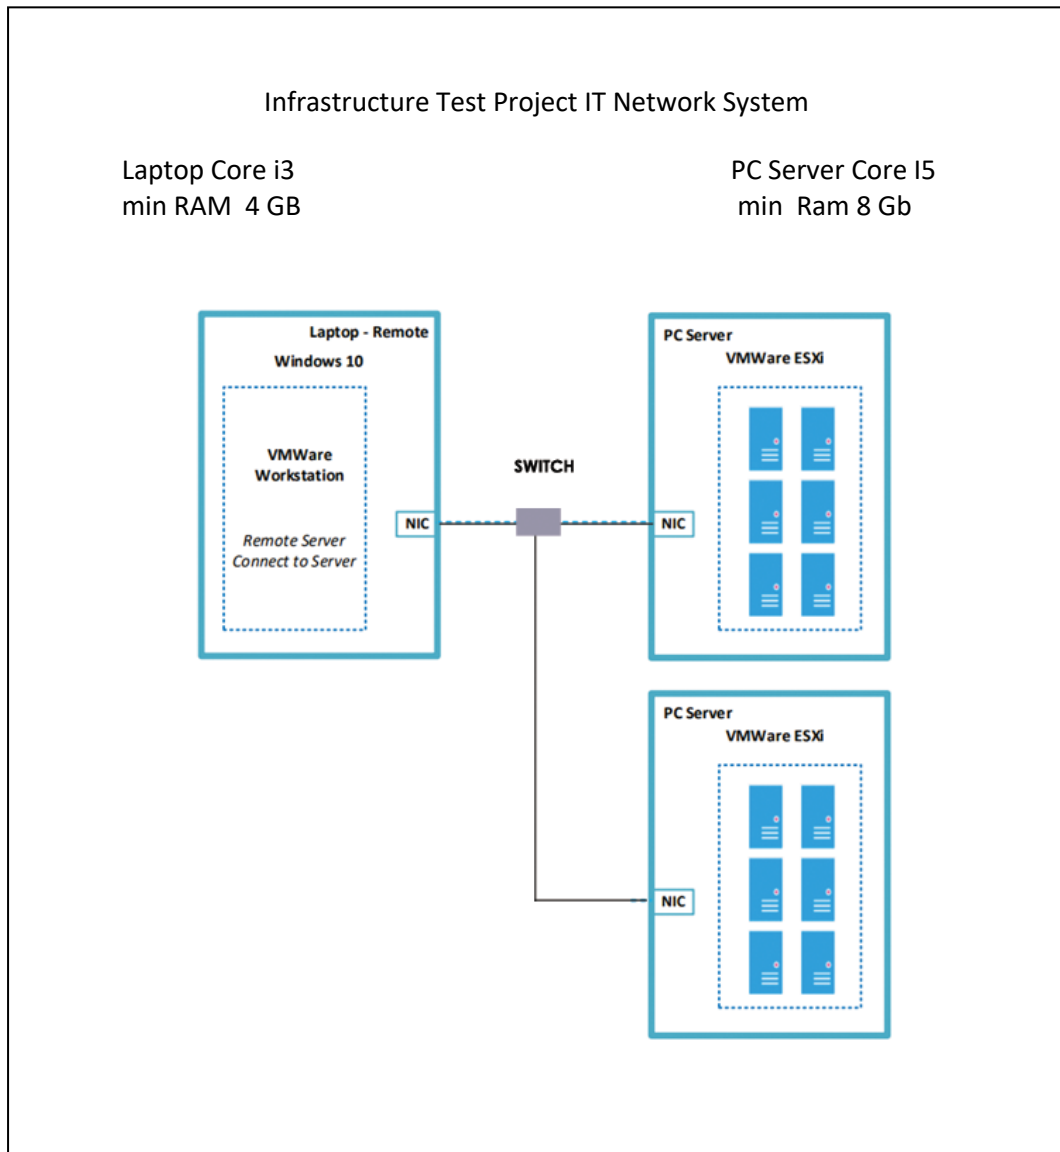 Infrastructure Test Project IT Network System
Laptop Core i3
min RAM 4 GB
PC Server Core I5
min Ram 8 Gb
Laptop - Remote
Windows 10
VMWare
Workstation
Remote Server
Connect to Server
NIC
SWITCH
PC Server
VMWare ESXi
NIC
PC Server
VMWare ESXi
NIC